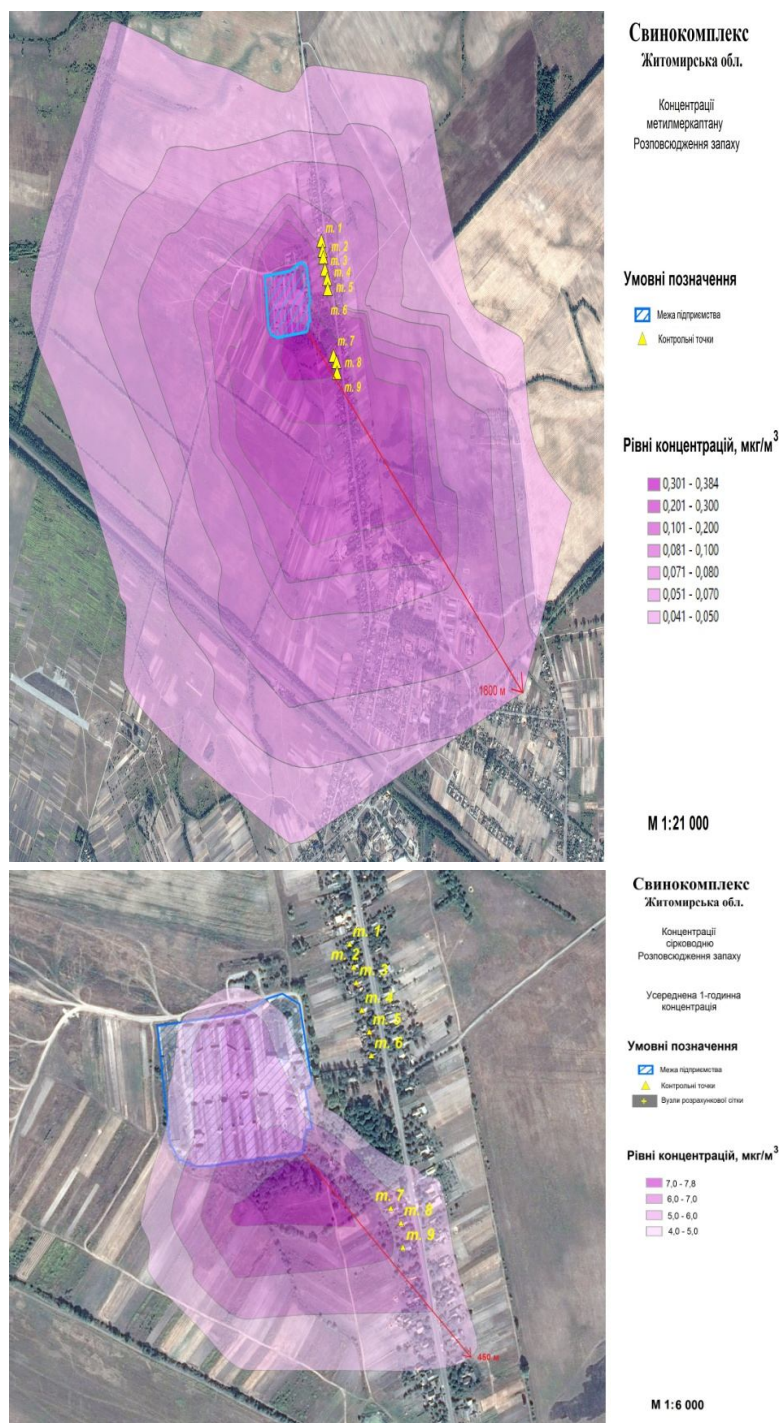 Свинокомплекс
Житомирська обл.
Концентрації
метилмеркаптану
Розповсюдження запаху
т. 1
т. 2
т. 3
т. 4
т. 5
т. 6
т. 7
т. 8
т. 9
1600 м
Умовні позначення
Межа підприємства
Контрольні точки
Рівні концентрацій, мкг/м³
0,301 - 0,384
0,201 - 0,300
0,101 - 0,200
0,081 - 0,100
0,071 - 0,080
0,051 - 0,070
0,041 - 0,050
М 1:21 000
Свинокомплекс
Житомирська обл.
Концентрації
сірководню
Розповсюдження запаху
Усереднена 1-годинна
концентрація
т. 1
т. 2
т. 3
т. 4
т. 5
т. 6
т. 7
т. 8
т. 9
460 м
Умовні позначення
Межа підприємства
Контрольні точки
Вузли розрахункової сітки
Рівні концентрацій, мкг/м³
7,0 - 7,8
6,0 - 7,0
5,0 - 6,0
4,0 - 5,0
М 1:6 000